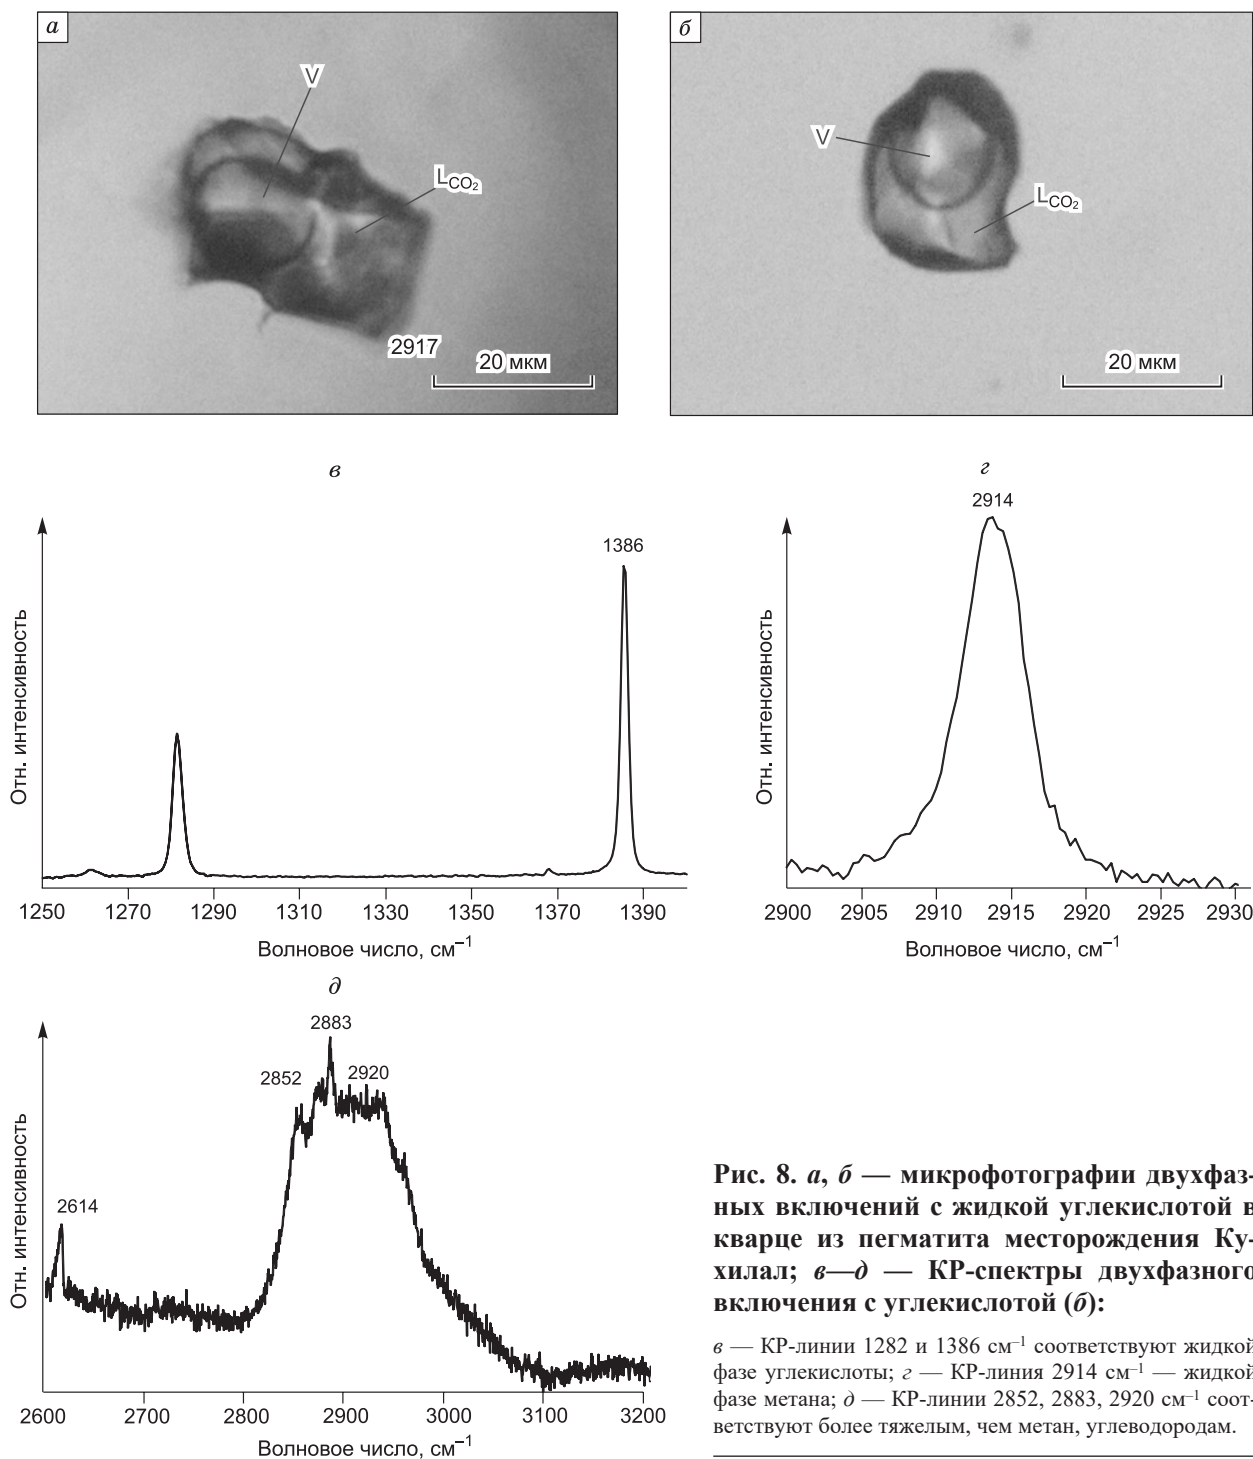 а
V
L_CO₂
2917
20 мкм
б
V
L_CO₂
20 мкм
в
1386
Отн. интенсивность
1250 1270 1290 1310 1330 1350 1370 1390
Волновое число, см⁻¹
г
2914
Отн. интенсивность
2900 2905 2910 2915 2920 2925 2930
Волновое число, см⁻¹
д
2883
2852
2920
2614
Отн. интенсивность
2600 2700 2800 2900 3000 3100 3200
Волновое число, см⁻¹
Рис. 8. а, б — микрофотографии двухфаз-
ных включений с жидкой углекислотой в
кварце из пегматита месторождения Ку-
хилал; в—д — КР-спектры двухфазного
включения с углекислотой (б):
в — КР-линии 1282 и 1386 см⁻¹ соответствуют жидкой
фазе углекислоты; г — КР-линия 2914 см⁻¹ — жидкой
фазе метана; д — КР-линии 2852, 2883, 2920 см⁻¹ соот-
ветствуют более тяжелым, чем метан, углеводородам.